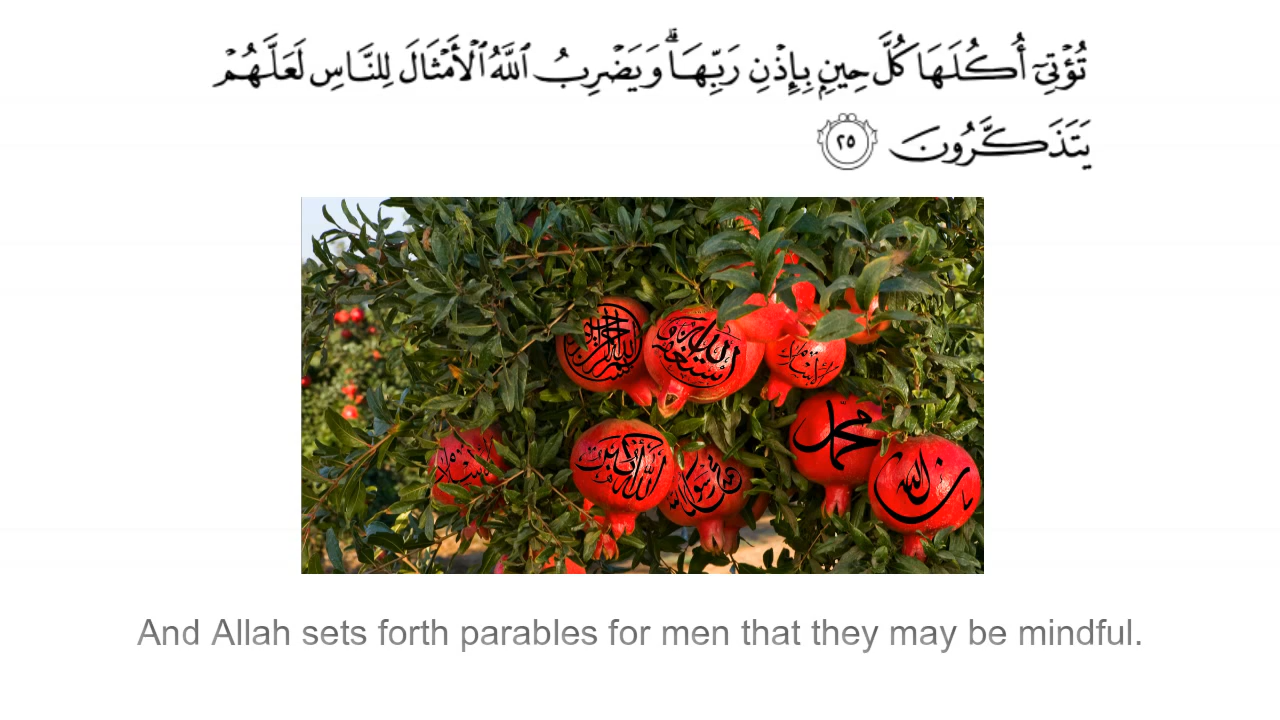 تُؤْتِىٓ أُكُلَهَا كُلَّ حِينٍۭ بِإِذْنِ رَبِّهَا ۗ وَيَضْرِبُ ٱللَّهُ ٱلْأَمْثَالَ لِلنَّاسِ لَعَلَّهُمْ
يَتَذَكَّرُونَ ٢٥
محمد
And Allah sets forth parables for men that they may be mindful.